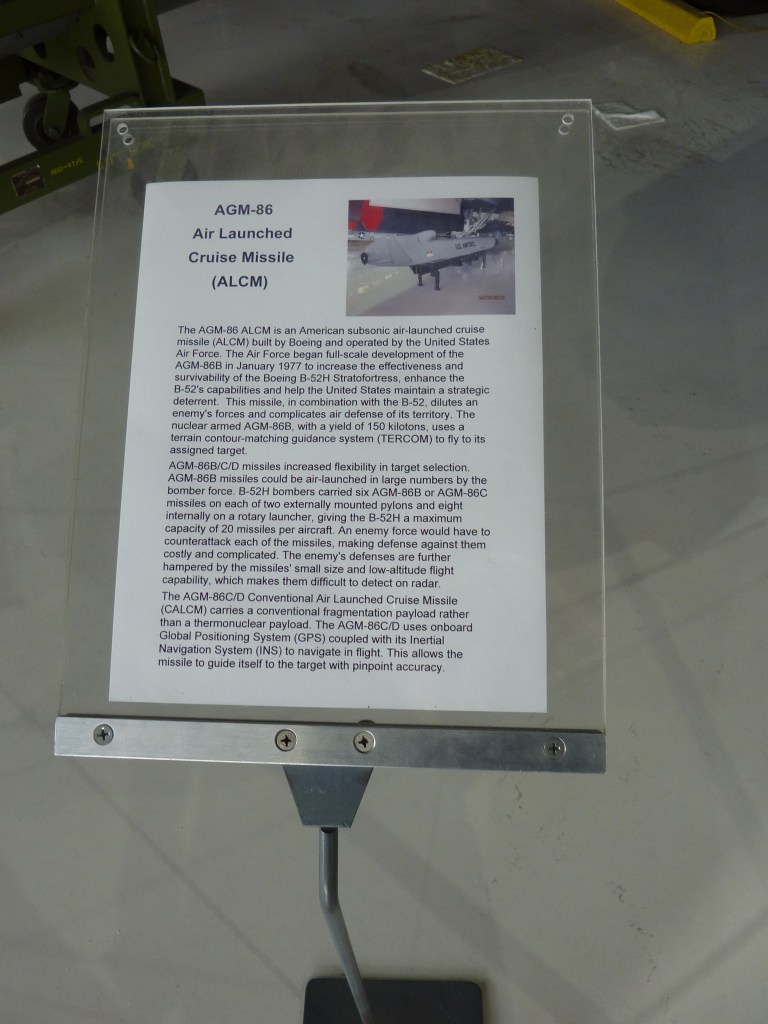 AGM-86
Air Launched
Cruise Missile
(ALCM)
The AGM-86 ALCM is an American subsonic air-launched cruise
missile (ALCM) built by Boeing and operated by the United States
Air Force. The Air Force began full-scale development of the
AGM-86B in January 1977 to increase the effectiveness and
survivability of the Boeing B-52H Stratofortress, enhance the
B-52's capabilities and help the United States maintain a strategic
deterrent. This missile, in combination with the B-52, dilutes an
enemy's forces and complicates air defense of its territory. The
nuclear armed AGM-86B, with a yield of 150 kilotons, uses a
terrain contour-matching guidance system (TERCOM) to fly to its
assigned target.
AGM-86B/C/D missiles increased flexibility in target selection.
AGM-86B missiles could be air-launched in large numbers by the
bomber force. B-52H bombers carried six AGM-86B or AGM-86C
missiles on each of two externally mounted pylons and eight
internally on a rotary launcher, giving the B-52H a maximum
capacity of 20 missiles per aircraft. An enemy force would have to
counterattack each of the missiles, making defense against them
costly and complicated. The enemy's defenses are further
hampered by the missiles' small size and low-altitude flight
capability, which makes them difficult to detect on radar.
The AGM-86C/D Conventional Air Launched Cruise Missile
(CALCM) carries a conventional fragmentation payload rather
than a thermonuclear payload. The AGM-86C/D uses onboard
Global Positioning System (GPS) coupled with its Inertial
Navigation System (INS) to navigate in flight. This allows the
missile to guide itself to the target with pinpoint accuracy.